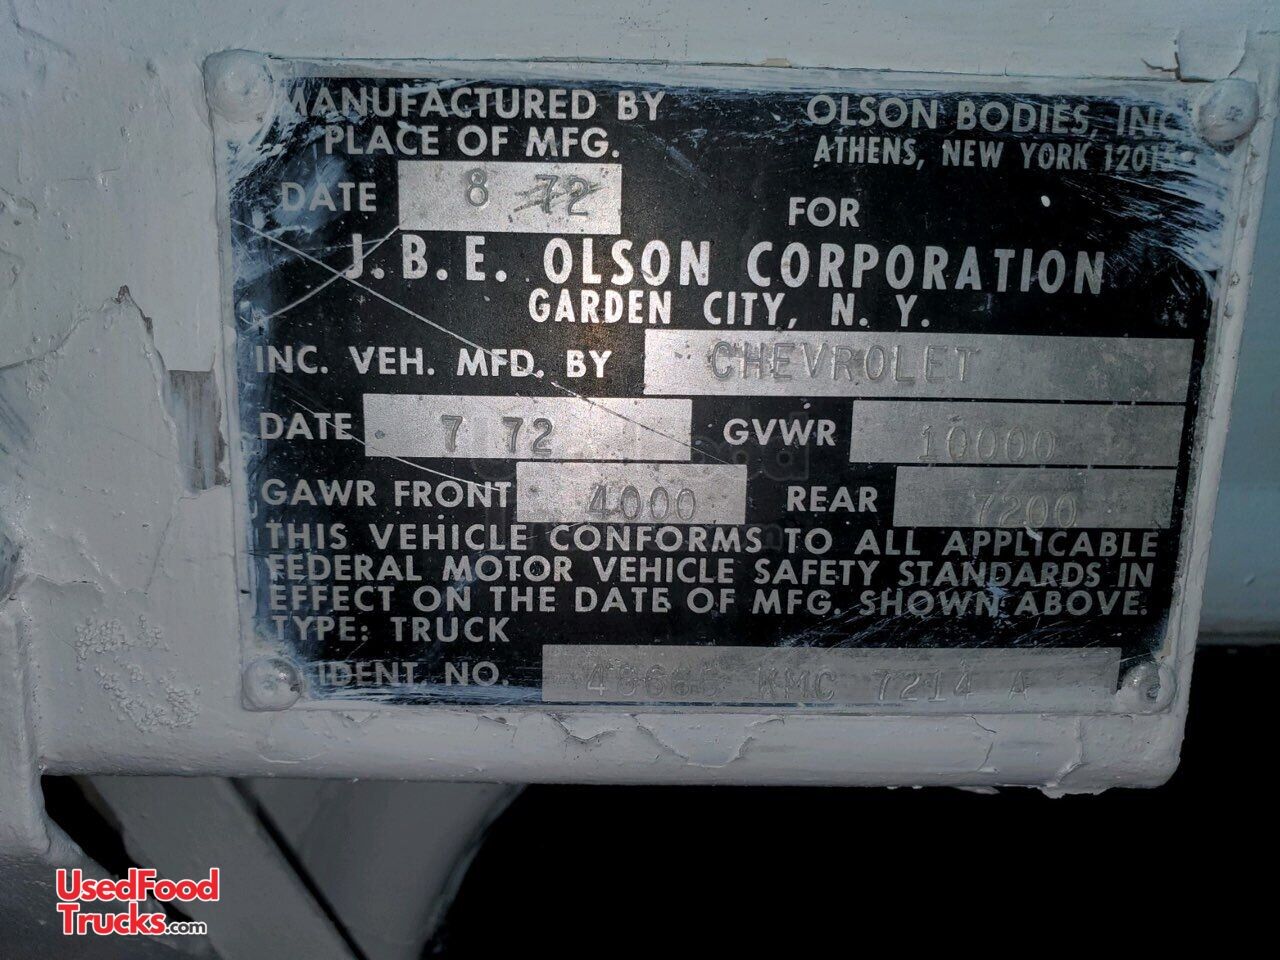 MANUFACTURED BY OLSON BODIES, INC
PLACE OF MFG. ATHENS, NEW YORK
DATE 8 72 FOR
J.B.E. OLSON CORPORATION
GARDEN CITY, N. Y.
INC. VEH. MFD. BY CHEVROLET
DATE 7 72 GVWR 10000
GAWR FRONT 4000 REAR 7200
THIS VEHICLE CONFORMS TO ALL APPLICABLE
FEDERAL MOTOR VEHICLE SAFETY STANDARDS IN
EFFECT ON THE DATE OF MFG. SHOWN ABOVE.
TYPE: TRUCK
IDENT. NO. KMC 7214 A
UsedFood
Trucks.com